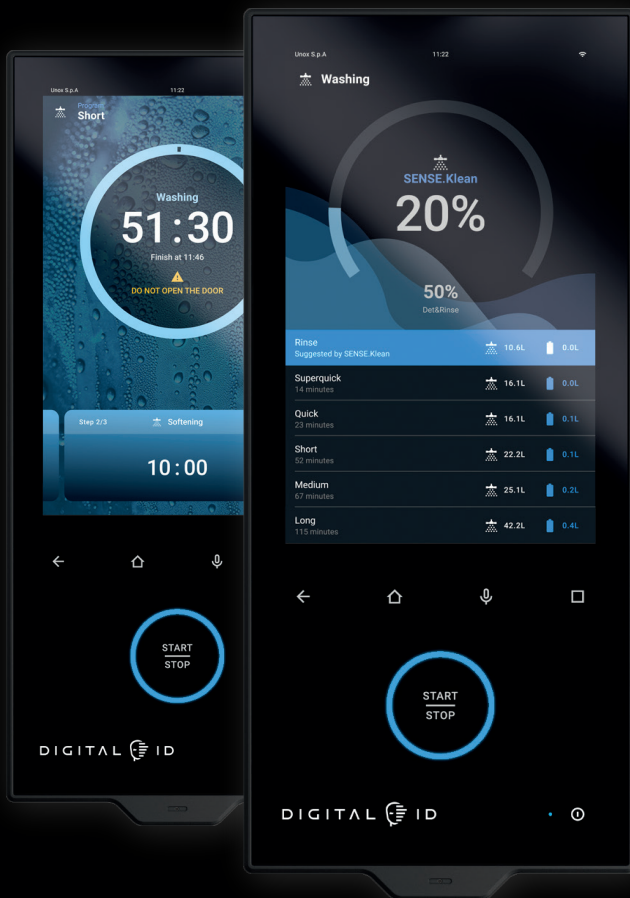 Unox S.p.A 11:22
Program
Short
Washing
51:30
Finish at 11:46
DO NOT OPEN THE DOOR
Step 2/3 Softening
10:00
START
STOP
DIGITAL ID
Unox S.p.A 11:22
Washing
SENSE.Klean
20%
50%
Det&Rinse
Rinse 10.6L 0.0L
Suggested by SENSE.Klean
Superquick 16.1L 0.0L
14 minutes
Quick 16.1L 0.1L
23 minutes
Short 22.2L 0.1L
52 minutes
Medium 25.1L 0.2L
67 minutes
Long 42.2L 0.4L
115 minutes
START
STOP
DIGITAL ID